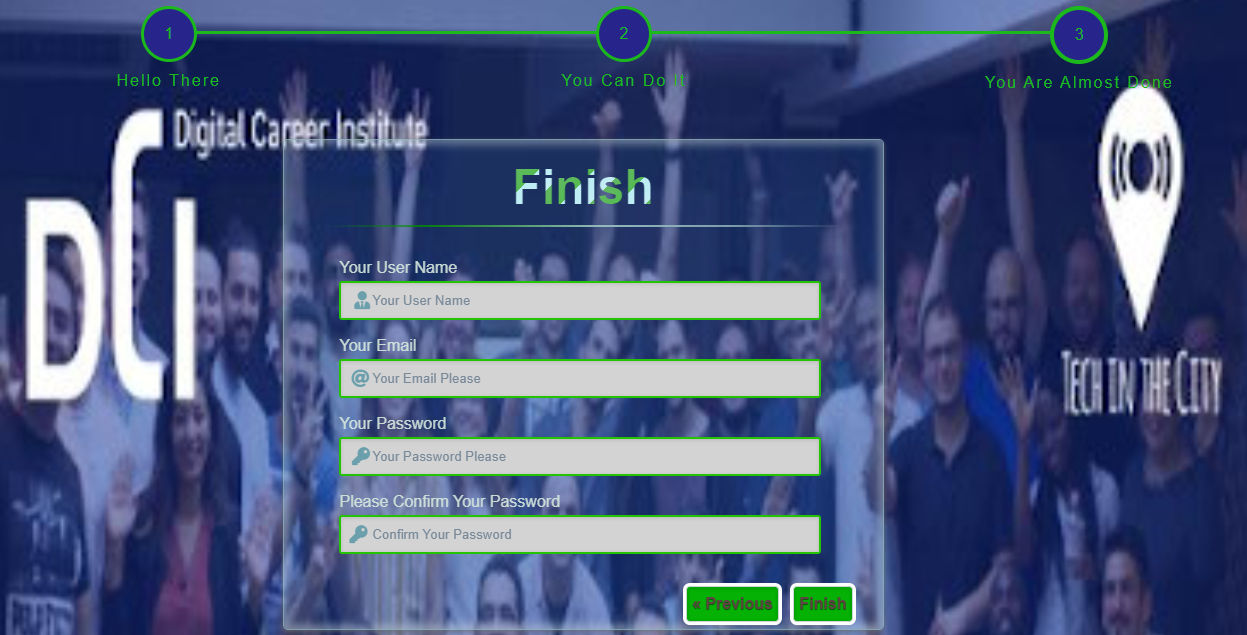 1
2
3
Hello There
You Can Do It
You Are Almost Done
Digital Career Institute
DCI
TECH IN THE CITY
Finish
Your User Name
Your User Name
Your Email
@ Your Email Please
Your Password
Your Password Please
Please Confirm Your Password
Confirm Your Password
« Previous
Finish